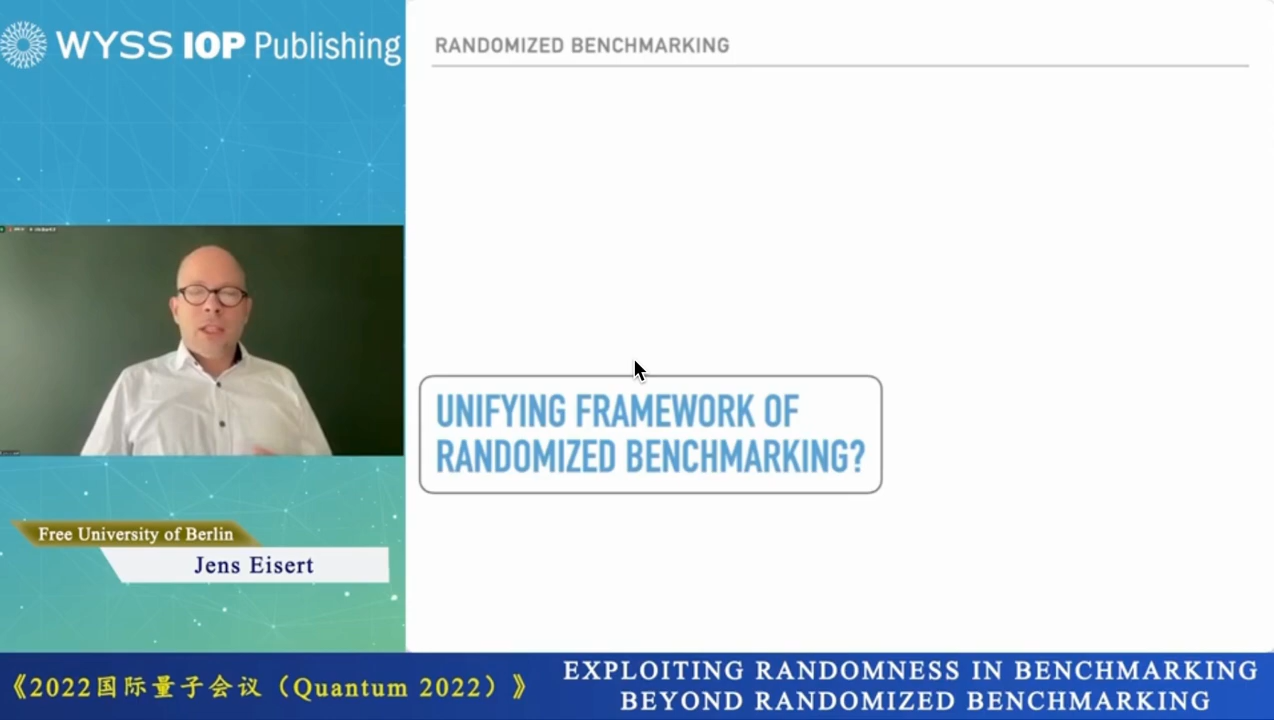 WYSS IOP Publishing
RANDOMIZED BENCHMARKING
UNIFYING FRAMEWORK OF
RANDOMIZED BENCHMARKING?
Free University of Berlin
Jens Eisert
《2022国际量子会议（Quantum 2022）》
EXPLOITING RANDOMNESS IN BENCHMARKING
BEYOND RANDOMIZED BENCHMARKING